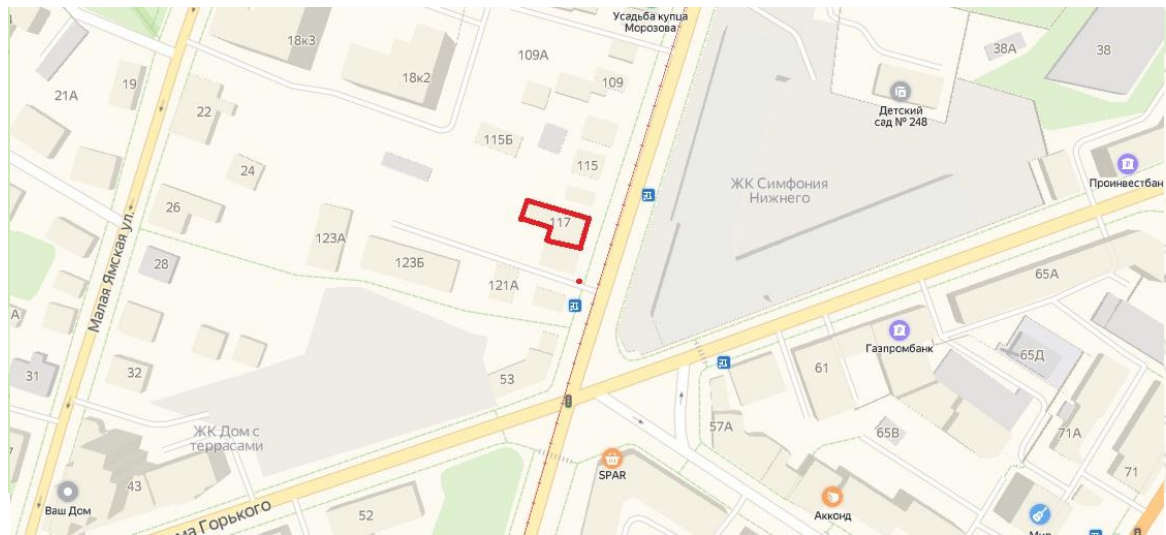 Усадьба купца
Морозова
18к3
109А
38А
38
18к2
109
19
21А
Детский
сад № 248
22
115Б
115
Проинвестбан
24
ЖК Симфония
Нижнего
26
117
123А
123Б
28
121А
65А
Малая Ямская ул.
А
Газпромбанк
65Д
31
32
53
61
57А
65В
71А
ЖК Дом с
террасами
43
SPAR
71
Ваш Дом
ма Горького
52
Акконд
Мир